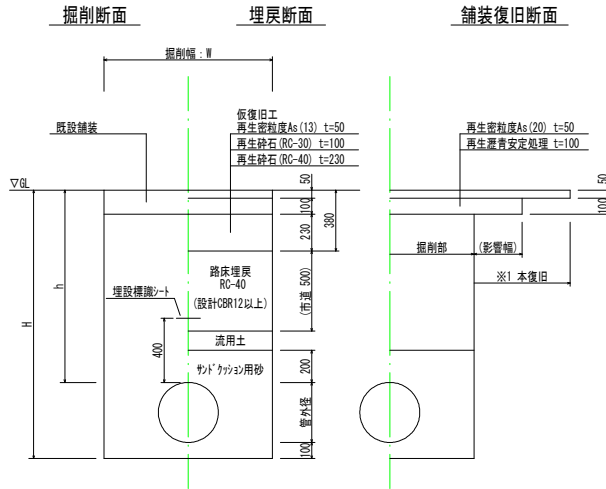 掘削断面
埋戻断面
舗装復旧断面
掘削幅：W
既設舗装
仮復旧工
再生密粒度As(13) t=50
再生砕石(RC-30) t=100
再生砕石(RC-40) t=230
再生密粒度As(20) t=50
再生瀝青安定処理 t=100
▽GL
50
100
230
380
50
100
掘削部
(影響幅)
※1 本復旧
路床埋戻
RC-40
(設計CBR12以上)
(市道 500)
埋設標識シート
400
流用土
サンドクッション用砂
200
管外径
100
h
H